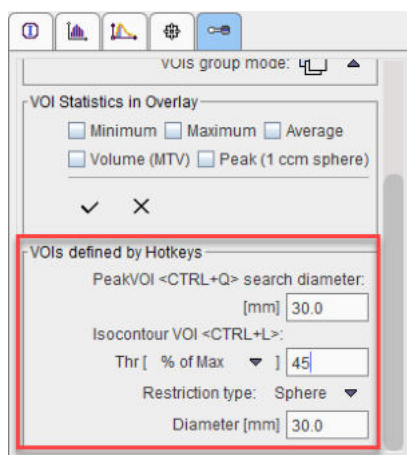 VOIs group mode:
VOI Statistics in Overlay
Minimum Maximum Average
Volume (MTV) Peak (1 ccm sphere)
VOIs defined by Hotkeys
PeakVOI <CTRL+Q> search diameter:
[mm] 30.0
Isocontour VOI <CTRL+L>:
Thr [ % of Max ] 45
Restriction type: Sphere
Diameter [mm] 30.0